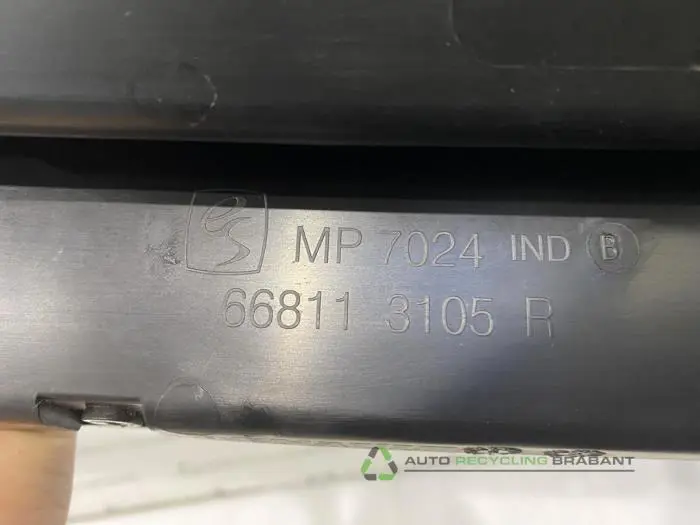 MP 7024 IND B
66811 3105 R
AUTO RECYCLING BRABANT